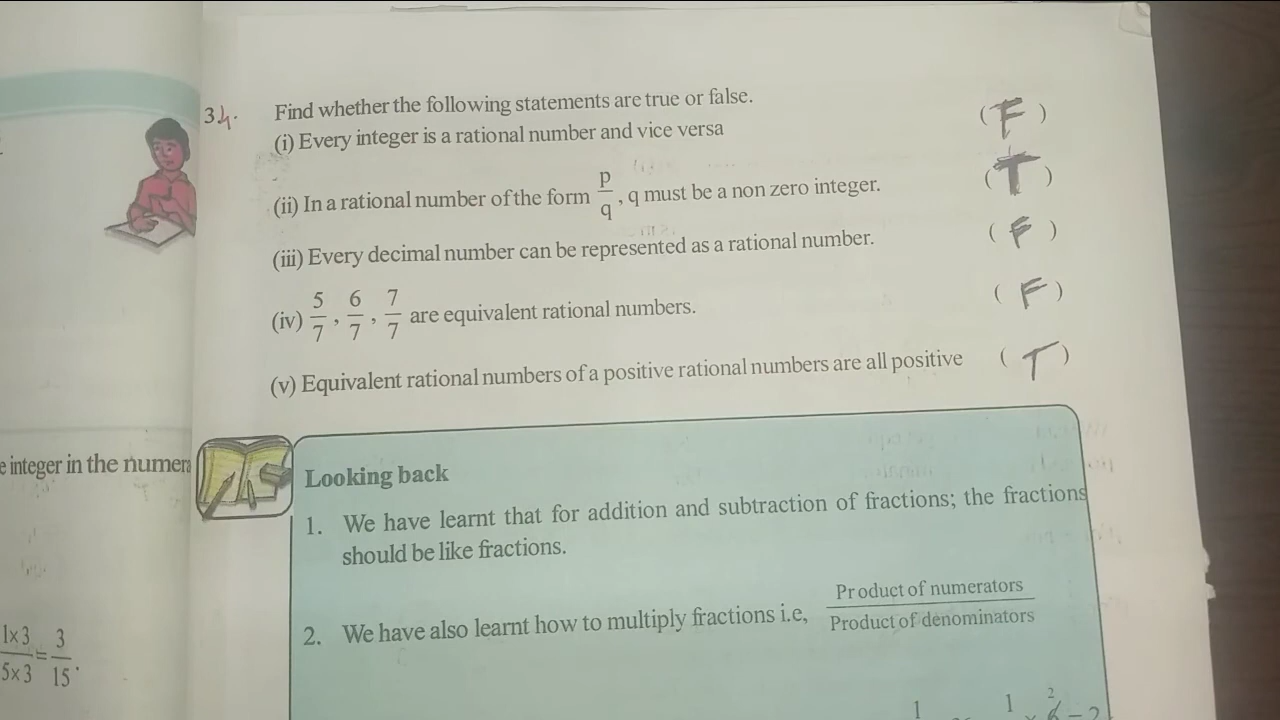 34.
Find whether the following statements are true or false.
(i) Every integer is a rational number and vice versa (F)
(ii) In a rational number of the form p/q, q must be a non zero integer. (T)
(iii) Every decimal number can be represented as a rational number. (F)
(iv) 5/7, 6/7, 7/7 are equivalent rational numbers. (F)
(v) Equivalent rational numbers of a positive rational numbers are all positive (T)
e integer in the numera
1x3/5x3 = 3/15.
Looking back
1. We have learnt that for addition and subtraction of fractions; the fractions
should be like fractions.
2. We have also learnt how to multiply fractions i.e, Product of numerators/Product of denominators